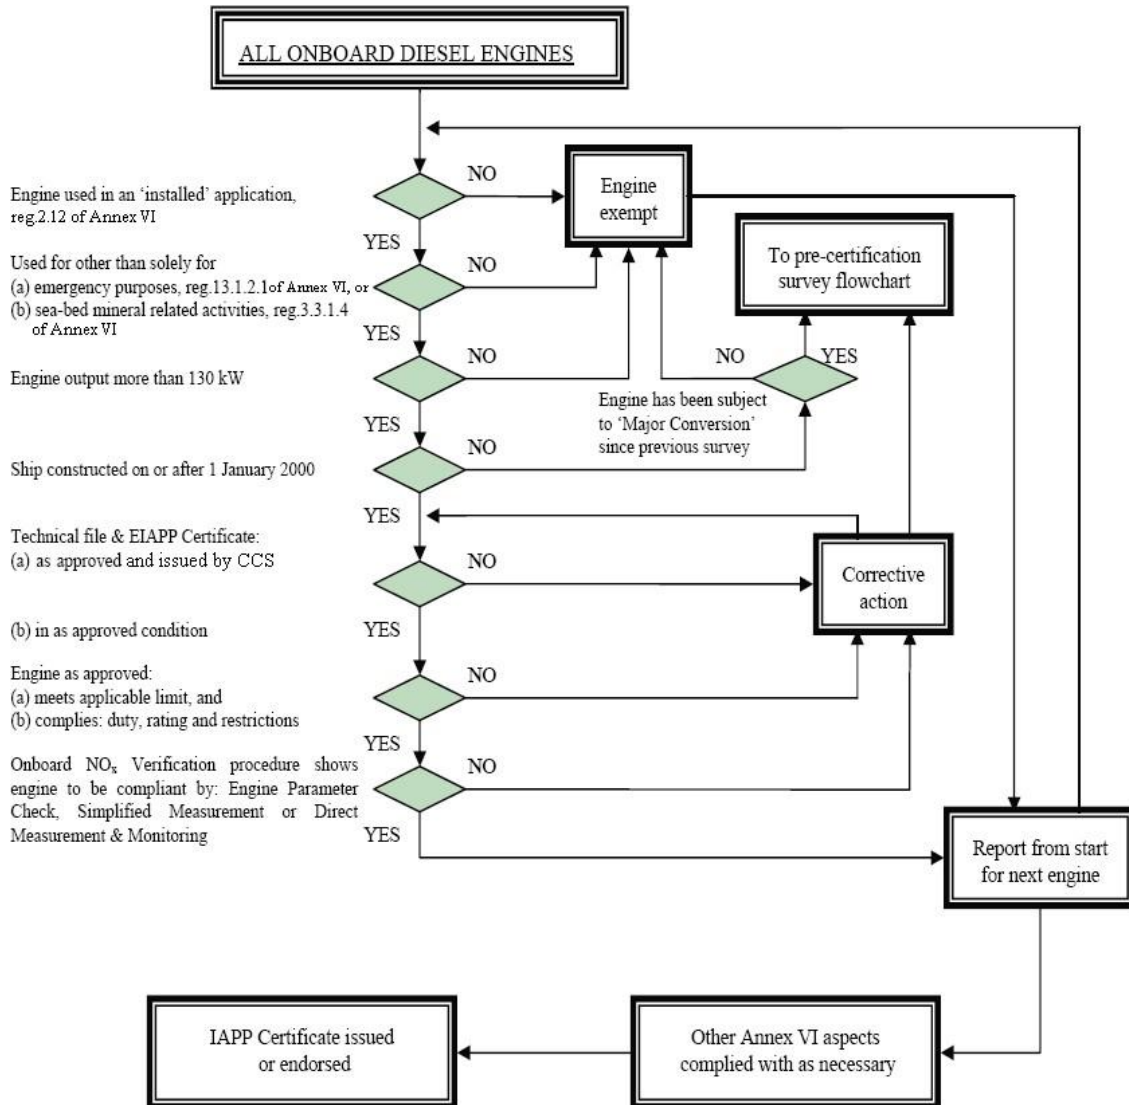 ALL ONBOARD DIESEL ENGINES
NO
Engine used in an ‘installed’ application,
reg.2.12 of Annex VI
Engine
exempt
YES
Used for other than solely for
(a) emergency purposes, reg.13.1.2.1of Annex VI, or
(b) sea-bed mineral related activities, reg.3.3.1.4
of Annex VI
NO
To pre-certification
survey flowchart
YES
Engine output more than 130 kW
NO
NO
YES
Engine has been subject
to ‘Major Conversion’
since previous survey
YES
Ship constructed on or after 1 January 2000
NO
YES
Technical file & EIAPP Certificate:
(a) as approved and issued by CCS
NO
Corrective
action
(b) in as approved condition
YES
Engine as approved:
(a) meets applicable limit, and
(b) complies: duty, rating and restrictions
NO
YES
Onboard NOx Verification procedure shows
engine to be compliant by: Engine Parameter
Check, Simplified Measurement or Direct
Measurement & Monitoring
NO
YES
Report from start
for next engine
IAPP Certificate issued
or endorsed
Other Annex VI aspects
complied with as necessary